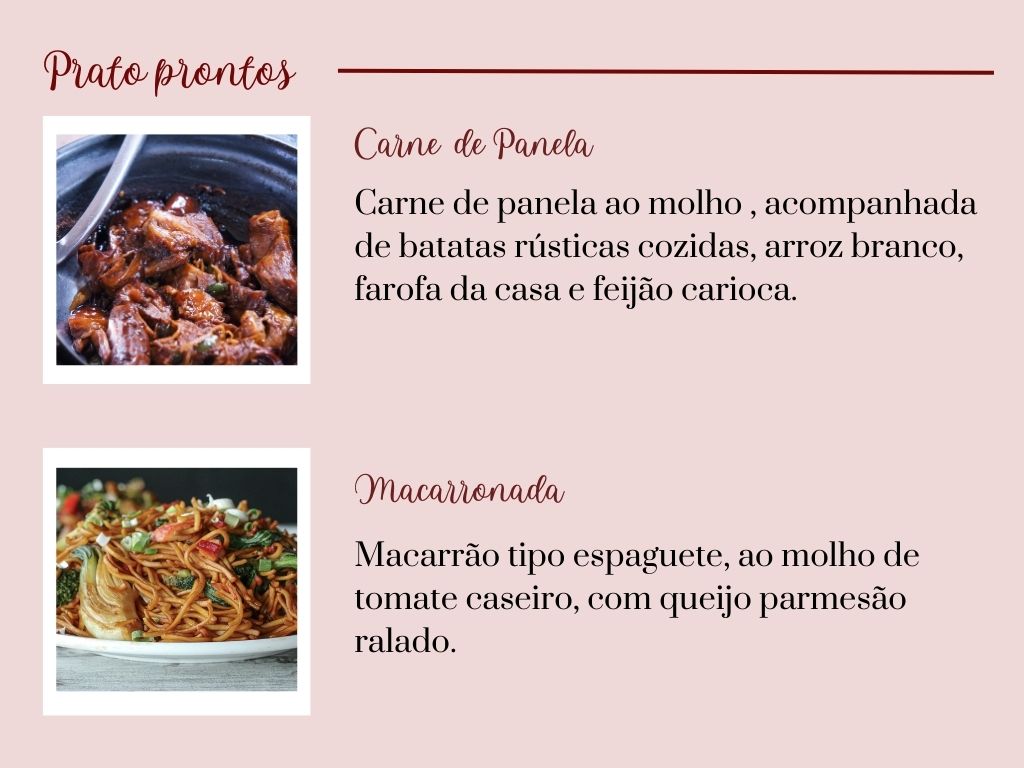 Prato prontos
Carne de Panela
Carne de panela ao molho , acompanhada
de batatas rústicas cozidas, arroz branco,
farofa da casa e feijão carioca.
Macarronada
Macarrão tipo espaguete, ao molho de
tomate caseiro, com queijo parmesão
ralado.